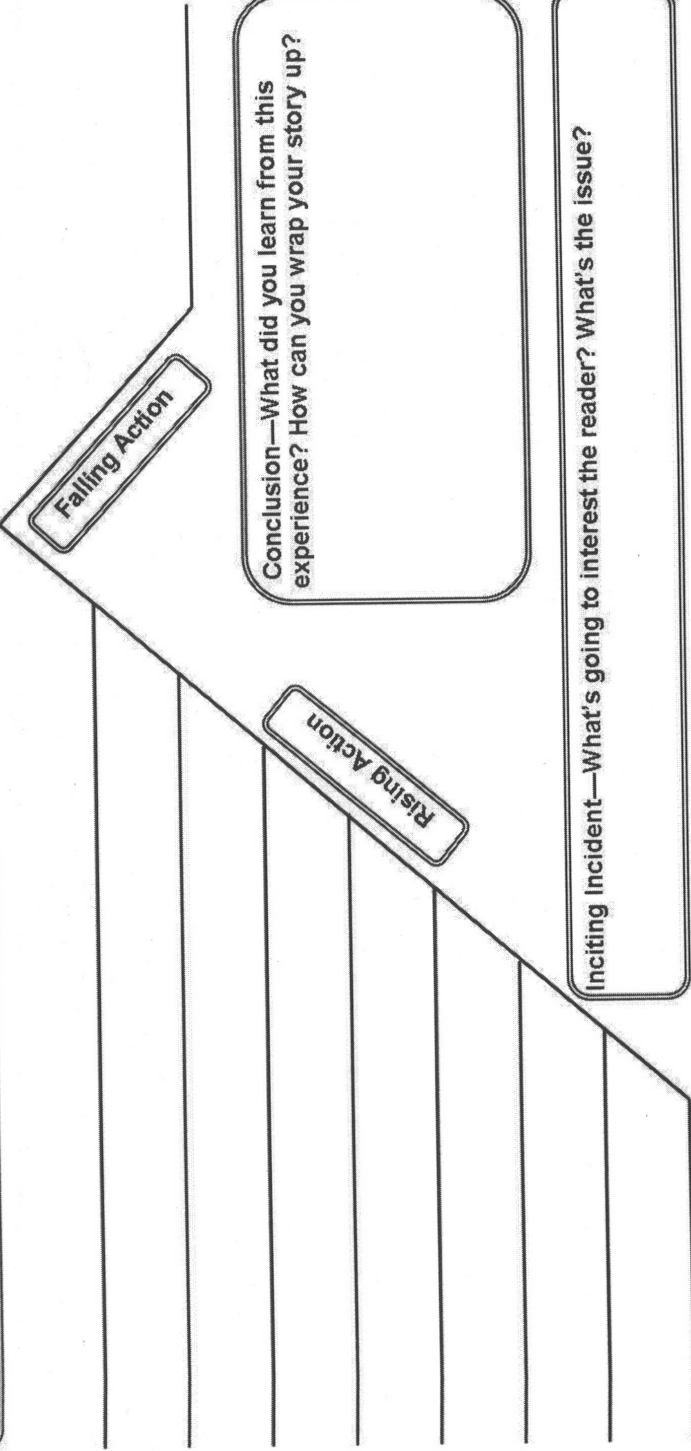 Falling Action
Rising Action
Conclusion—What did you learn from this
experience? How can you wrap your story up?
Inciting Incident—What's going to interest the reader? What's the issue?